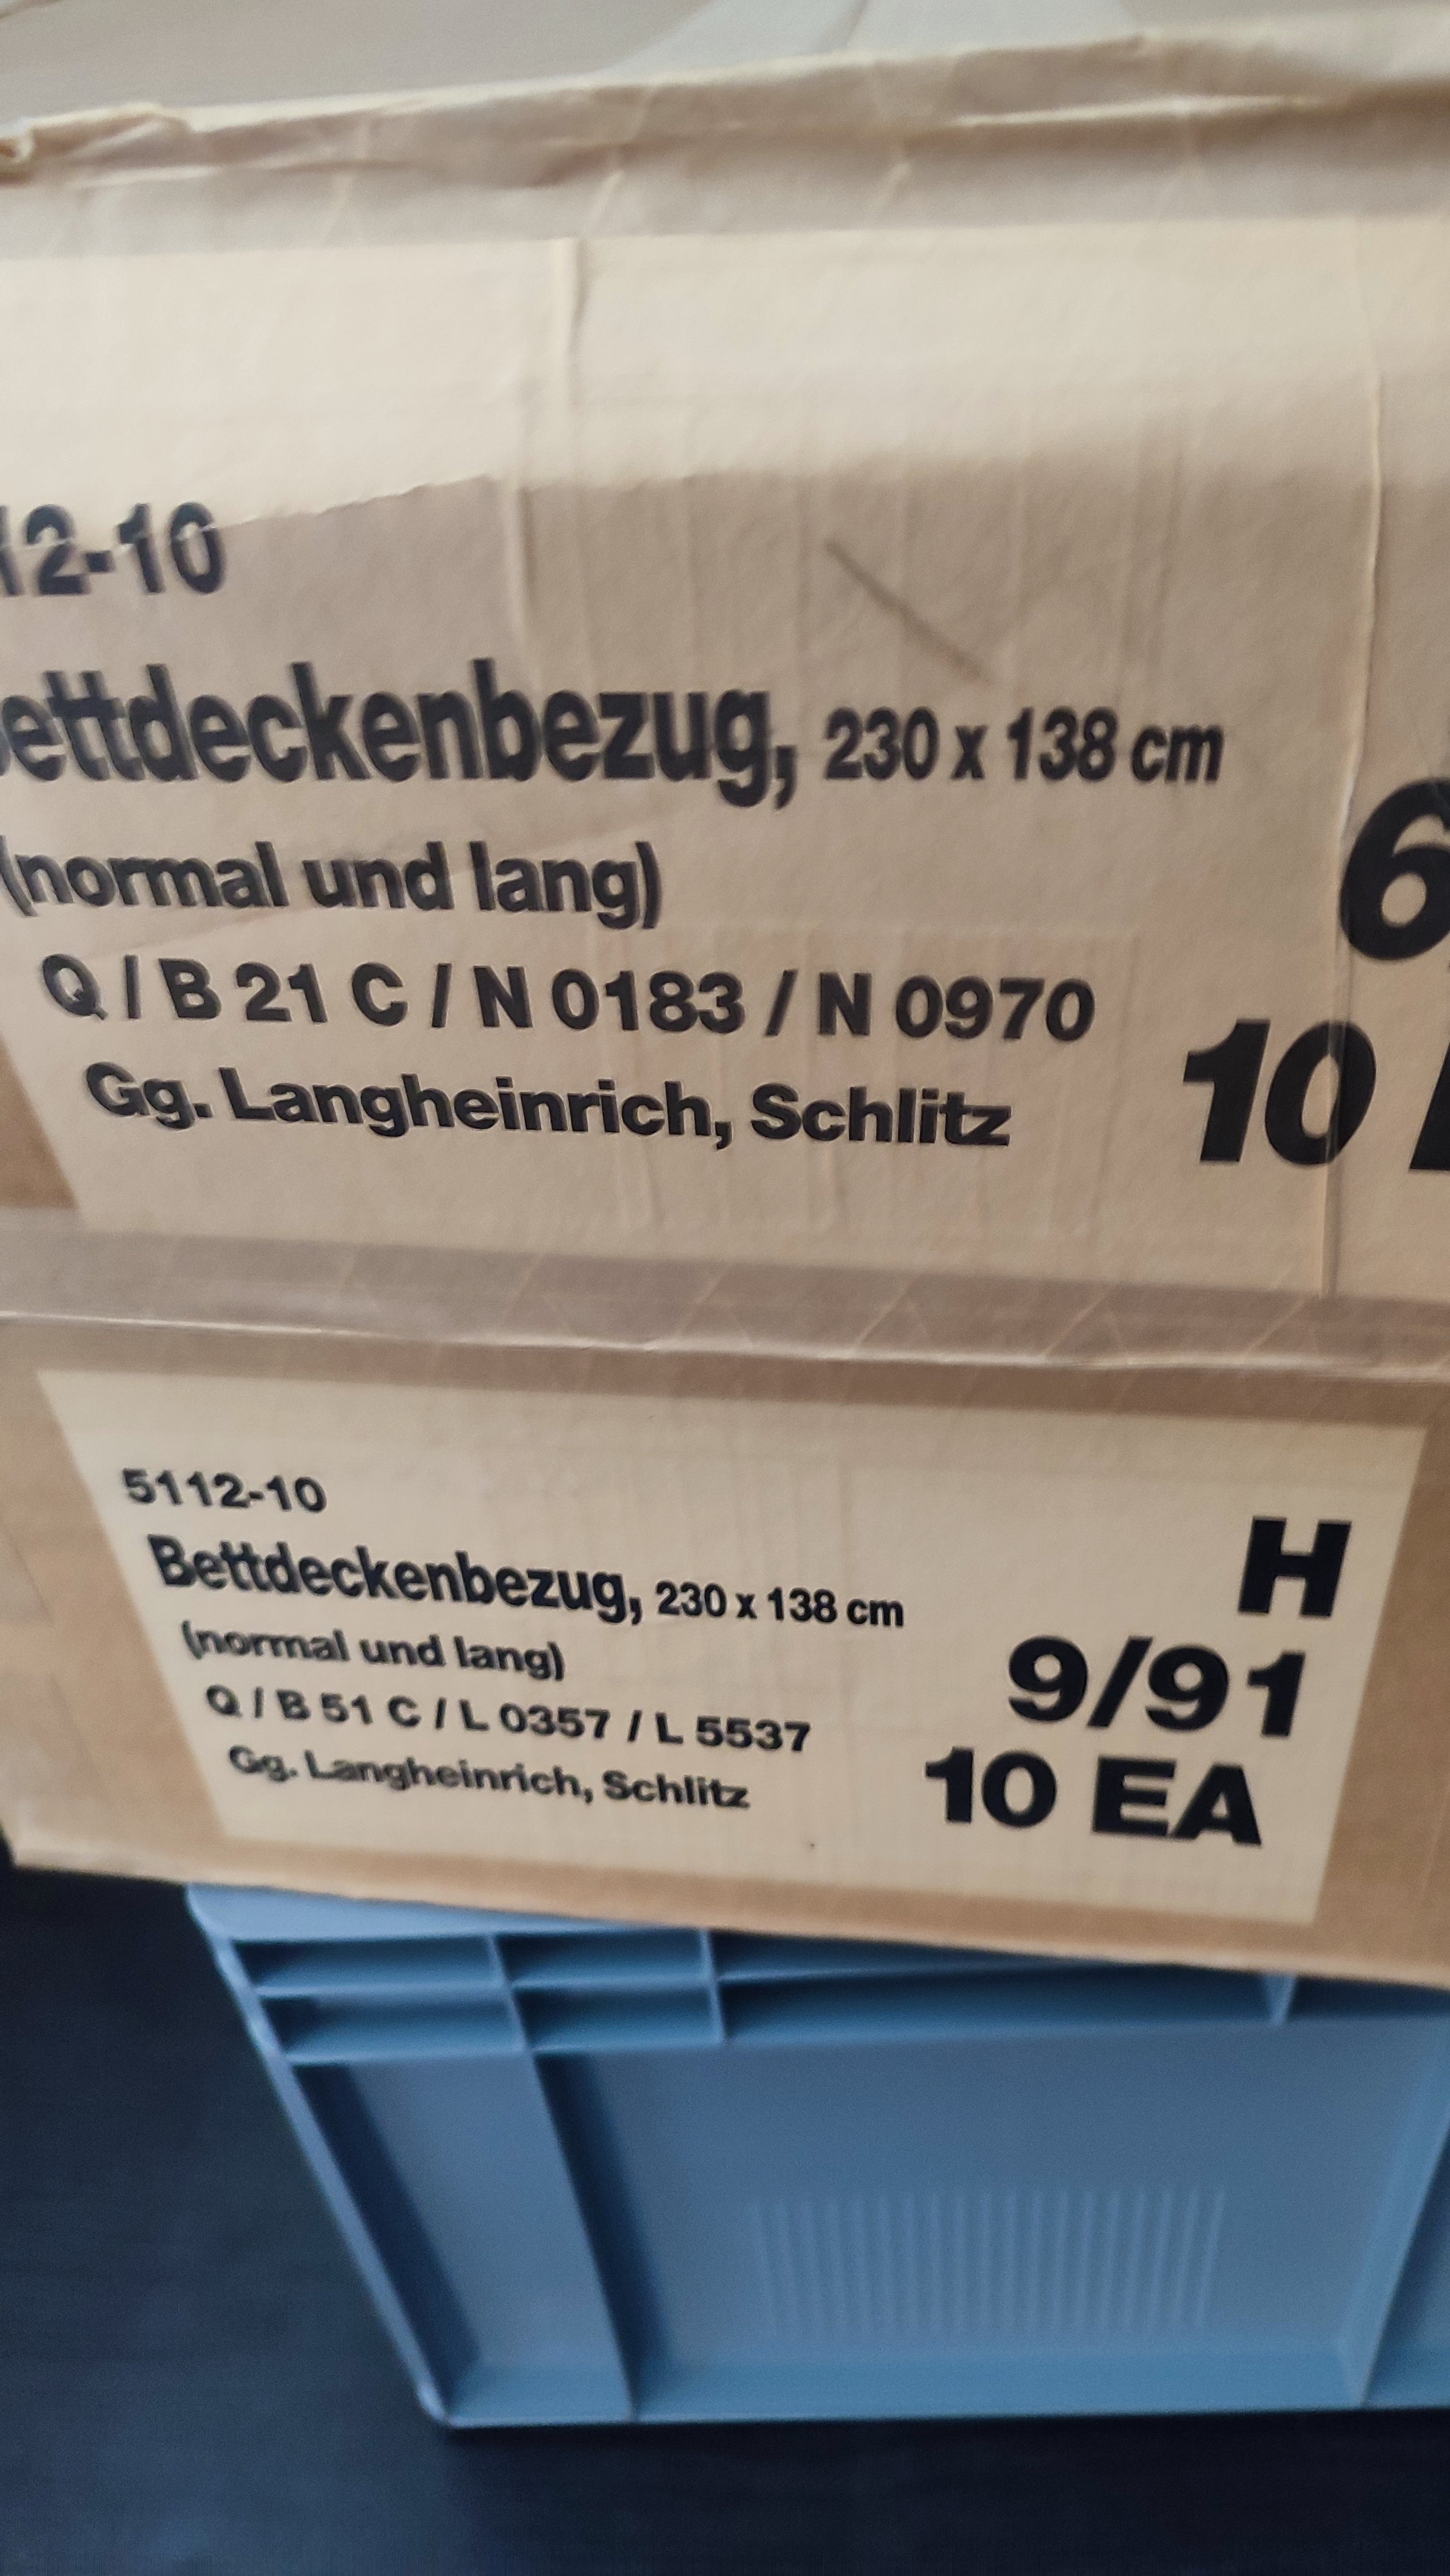 12-10
ettdeckenbezug, 230 x 138 cm
(normal und lang)
6
Q / B 21 C / N 0183 / N 0970
10
Gg. Langheinrich, Schlitz
5112-10
H
Bettdeckenbezug, 230 x 138 cm
(normal und lang)
9/91
Q / B 51 C / L 0357 / L 5537
10 EA
Gg. Langheinrich, Schlitz